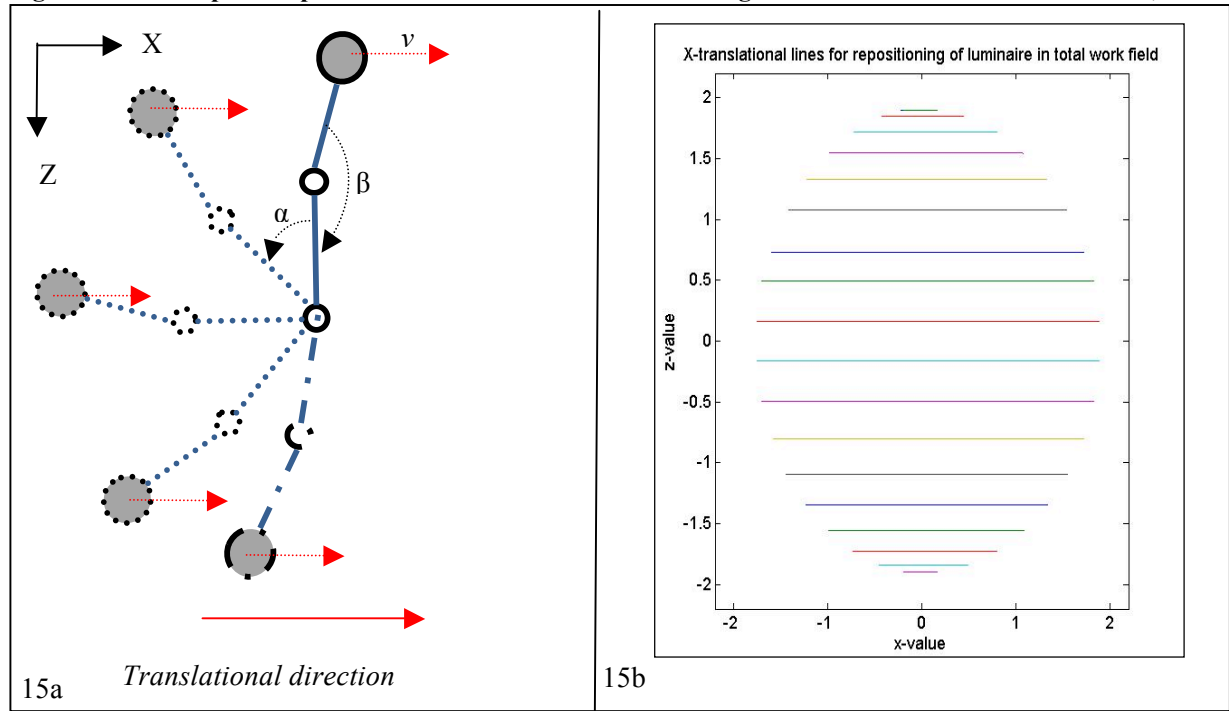 X
Z
v
α
β
Translational direction
15a
X-translational lines for repositioning of luminaire in total work field
2
1.5
1
0.5
0
-0.5
-1
-1.5
-2
z-value
-2
-1
0
1
2
x-value
15b